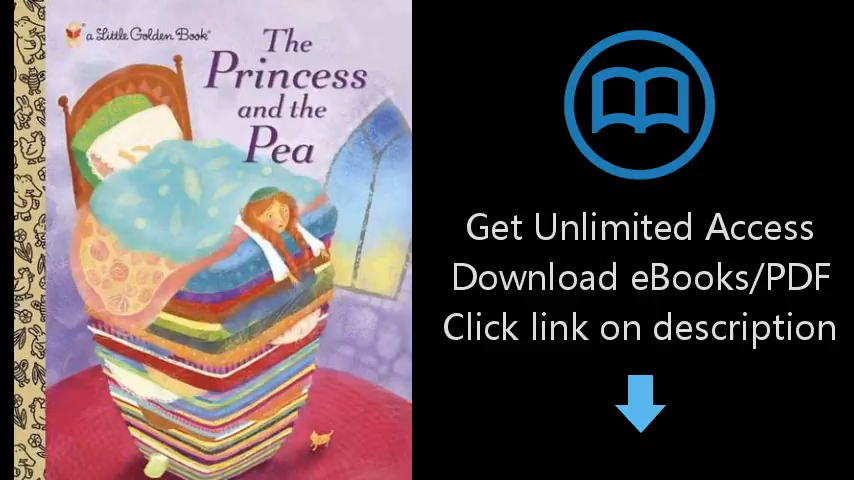 a Little Golden Book®
The
Princess
and the
Pea
Get Unlimited Access
Download eBooks/PDF
Click link on description